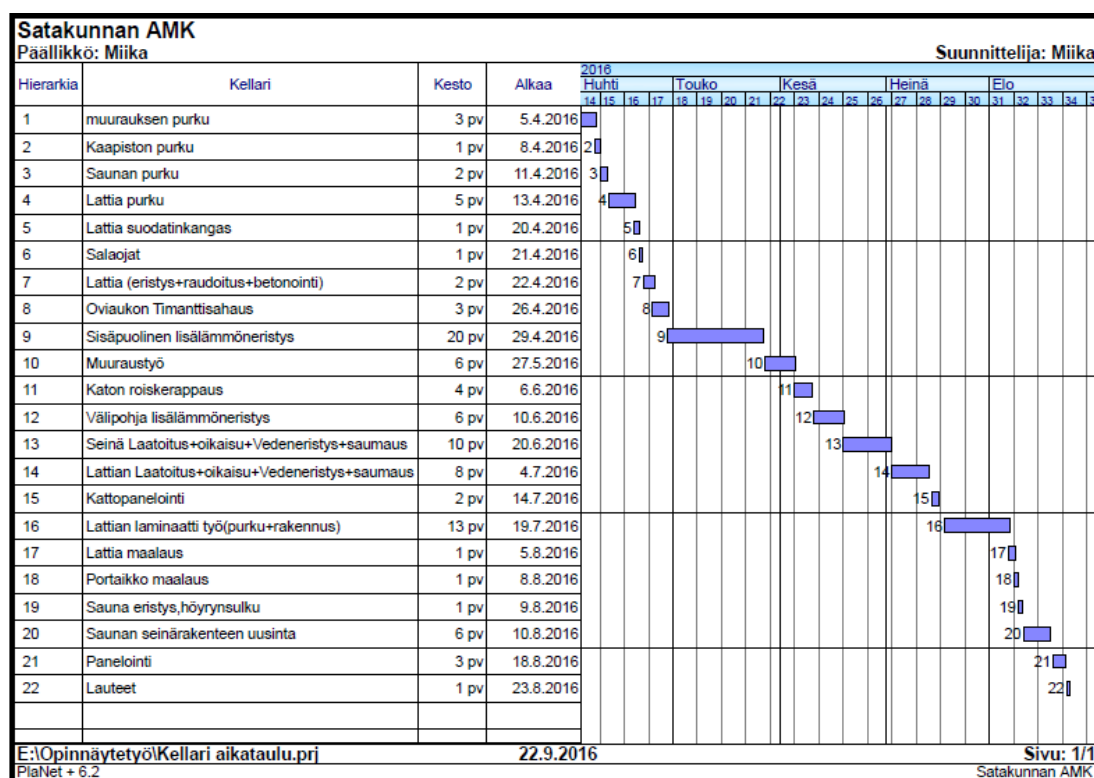 Satakunnan AMK
Päällikkö: Miika Suunnittelija: Miika
2016
Hierarkia Kellari Kesto Alkaa Huhti Touko Kesä Heinä Elo
14 15 16 17 18 19 20 21 22 23 24 25 26 27 28 29 30 31 32 33 34 3
1 muurauksen purku 3 pv 5.4.2016
2 Kaapiston purku 1 pv 8.4.2016 2
3 Saunan purku 2 pv 11.4.2016 3
4 Lattia purku 5 pv 13.4.2016 4
5 Lattia suodatinkangas 1 pv 20.4.2016 5
6 Salaojat 1 pv 21.4.2016 6
7 Lattia (eristys+raudoitus+betonointi) 2 pv 22.4.2016 7
8 Oviaukon Timanttisahaus 3 pv 26.4.2016 8
9 Sisäpuolinen lisälämmöneristys 20 pv 29.4.2016 9
10 Muuraustyö 6 pv 27.5.2016 10
11 Katon roiskerappaus 4 pv 6.6.2016 11
12 Välipohja lisälämmöneristys 6 pv 10.6.2016 12
13 Seinä Laatoitus+oikaisu+Vedeneristys+saumaus 10 pv 20.6.2016 13
14 Lattian Laatoitus+oikaisu+Vedeneristys+saumaus 8 pv 4.7.2016 14
15 Kattopanelointi 2 pv 14.7.2016 15
16 Lattian laminaatti työ(purku+rakennus) 13 pv 19.7.2016 16
17 Lattia maalaus 1 pv 5.8.2016 17
18 Portaikko maalaus 1 pv 8.8.2016 18
19 Sauna eristys,höyrynsulku 1 pv 9.8.2016 19
20 Saunan seinärakenteen uusinta 6 pv 10.8.2016 20
21 Panelointi 3 pv 18.8.2016 21
22 Lauteet 1 pv 23.8.2016 22
E:\Opinnäytetyö\Kellari aikataulu.prj 22.9.2016 Sivu: 1/1
PlaNet + 6.2 Satakunnan AMK